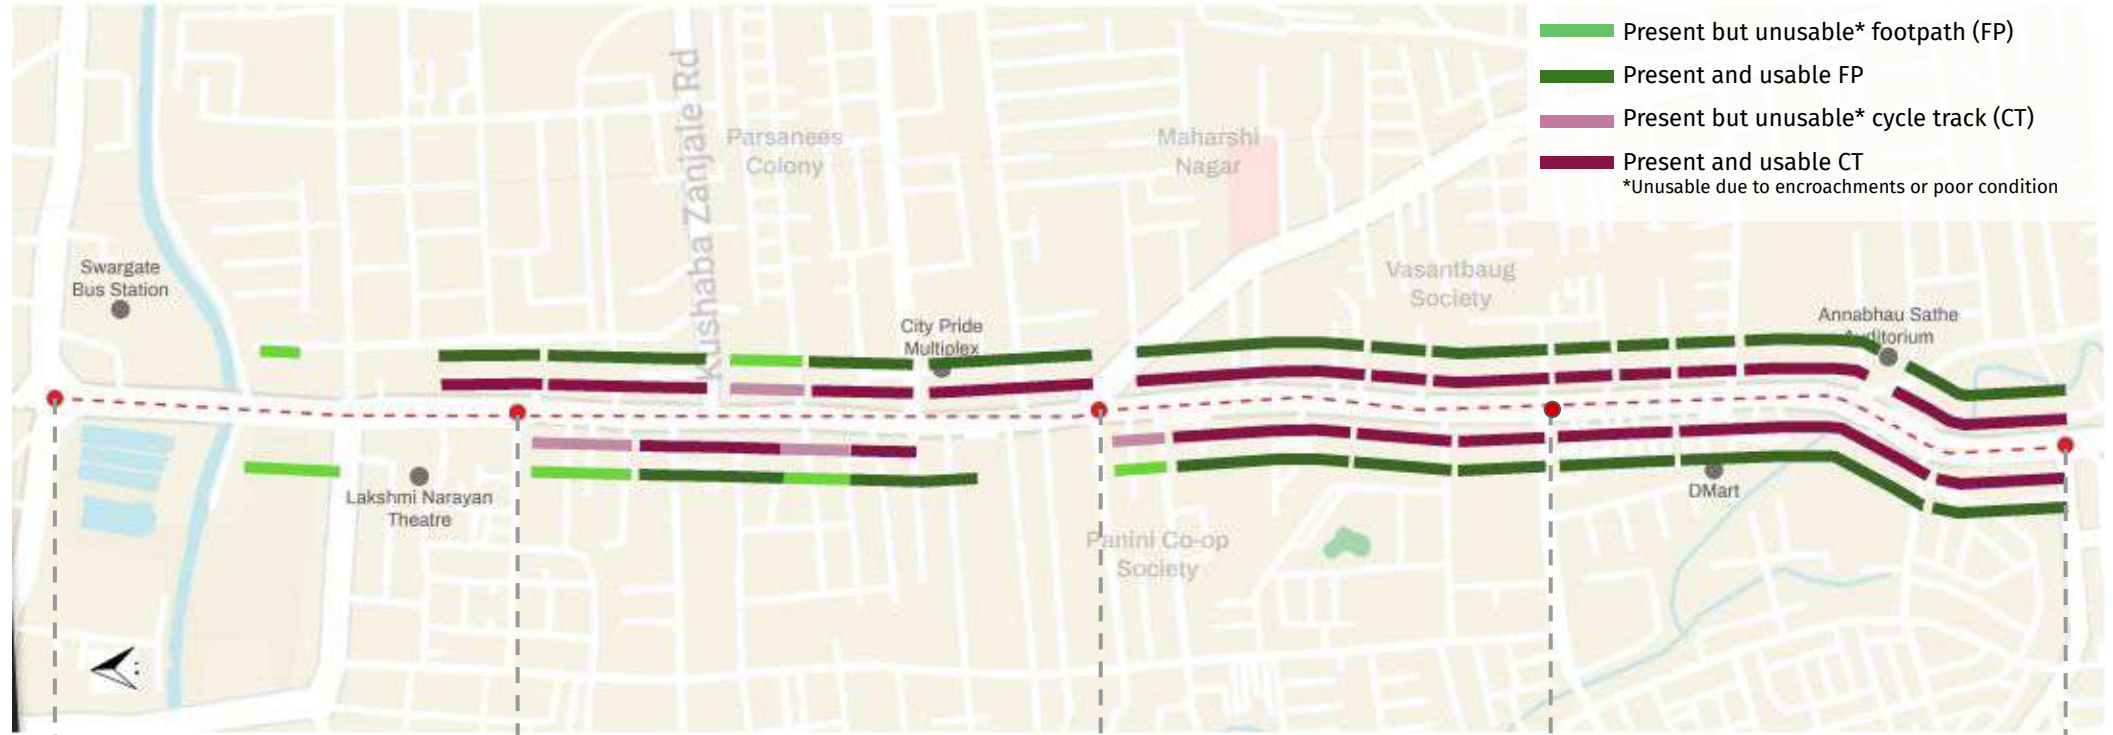 Present but unusable* footpath (FP)
Present and usable FP
Present but unusable* cycle track (CT)
Present and usable CT
*Unusable due to encroachments or poor condition
Kushaba Zanjale Rd
Parsanees
Colony
Maharshi
Nagar
Swargate
Bus Station
Vasantbaug
Society
City Pride
Multiplex
Annabhau Sathe
Auditorium
Lakshmi Narayan
Theatre
DMart
Panini Co-op
Society